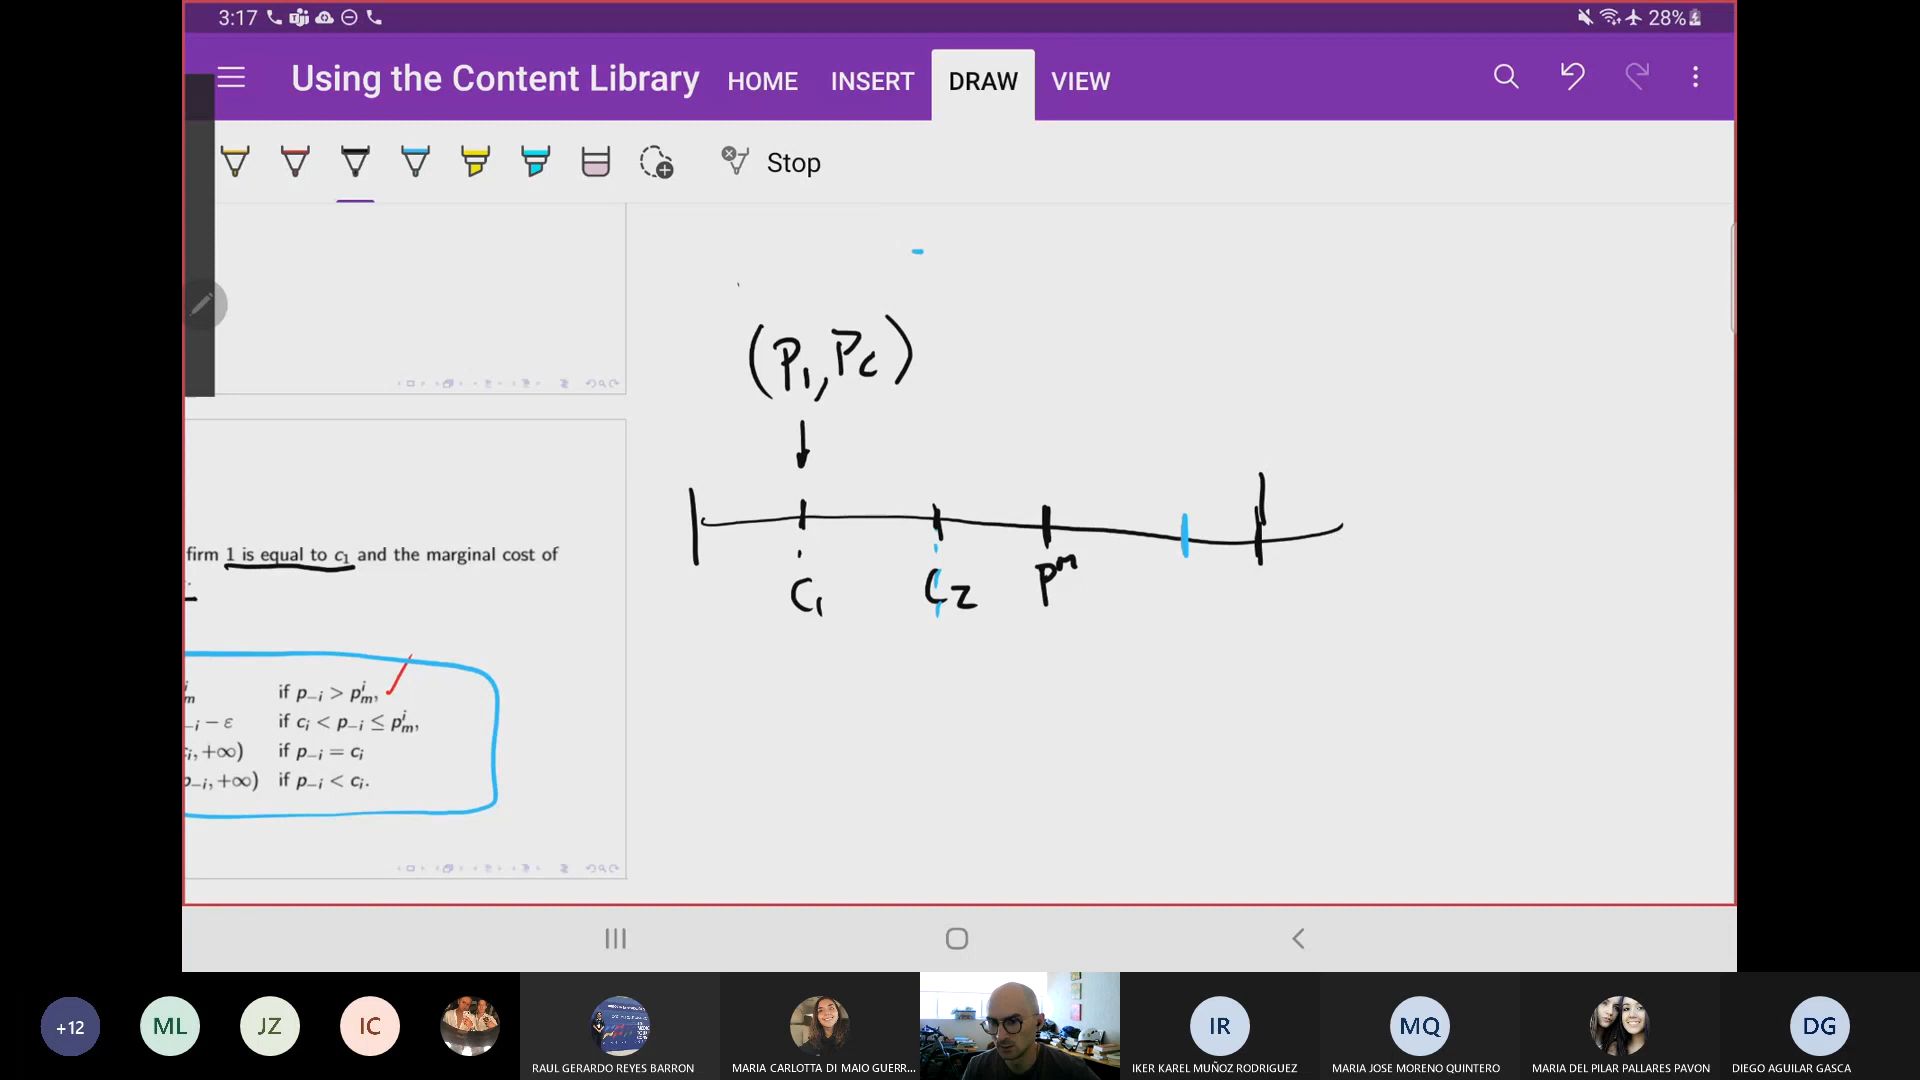 3:17 28%
Using the Content Library HOME INSERT DRAW VIEW
Stop
(P₁, P₂)
C₁ C₂ Pᵐ
firm 1 is equal to c₁ and the marginal cost of
if p₋ᵢ > pⁱₘ,
₋ᵢ − ε if cᵢ < p₋ᵢ ≤ pⁱₘ,
, +∞) if p₋ᵢ = cᵢ
₋ᵢ, +∞) if p₋ᵢ < cᵢ.
+12 ML JZ IC IR MQ DG
RAUL GERARDO REYES BARRON MARIA CARLOTTA DI MAIO GUERR... IKER KAREL MUÑOZ RODRIGUEZ MARIA JOSE MORENO QUINTERO MARIA DEL PILAR PALLARES PAVON DIEGO AGUILAR GASCA